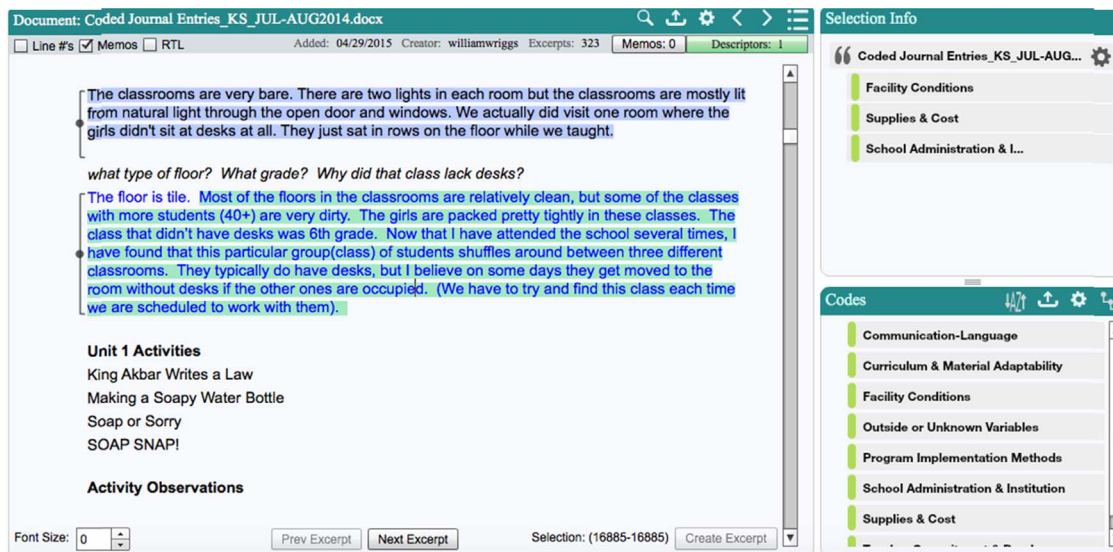 Document: Coded Journal Entries_KS_JUL-AUG2014.docx
Line #'s Memos RTL Added: 04/29/2015 Creator: williamwriggs Excerpts: 323 Memos: 0 Descriptors: 1
The classrooms are very bare. There are two lights in each room but the classrooms are mostly lit
from natural light through the open door and windows. We actually did visit one room where the
girls didn't sit at desks at all. They just sat in rows on the floor while we taught.
what type of floor? What grade? Why did that class lack desks?
The floor is tile. Most of the floors in the classrooms are relatively clean, but some of the classes
with more students (40+) are very dirty. The girls are packed pretty tightly in these classes. The
class that didn't have desks was 6th grade. Now that I have attended the school several times, I
have found that this particular group(class) of students shuffles around between three different
classrooms. They typically do have desks, but I believe on some days they get moved to the
room without desks if the other ones are occupied. (We have to try and find this class each time
we are scheduled to work with them).
Unit 1 Activities
King Akbar Writes a Law
Making a Soapy Water Bottle
Soap or Sorry
SOAP SNAP!
Activity Observations
Font Size: 0 Prev Excerpt Next Excerpt Selection: (16885-16885) Create Excerpt
Selection Info
Coded Journal Entries_KS_JUL-AUG...
Facility Conditions
Supplies & Cost
School Administration & I...
Codes
Communication-Language
Curriculum & Material Adaptability
Facility Conditions
Outside or Unknown Variables
Program Implementation Methods
School Administration & Institution
Supplies & Cost